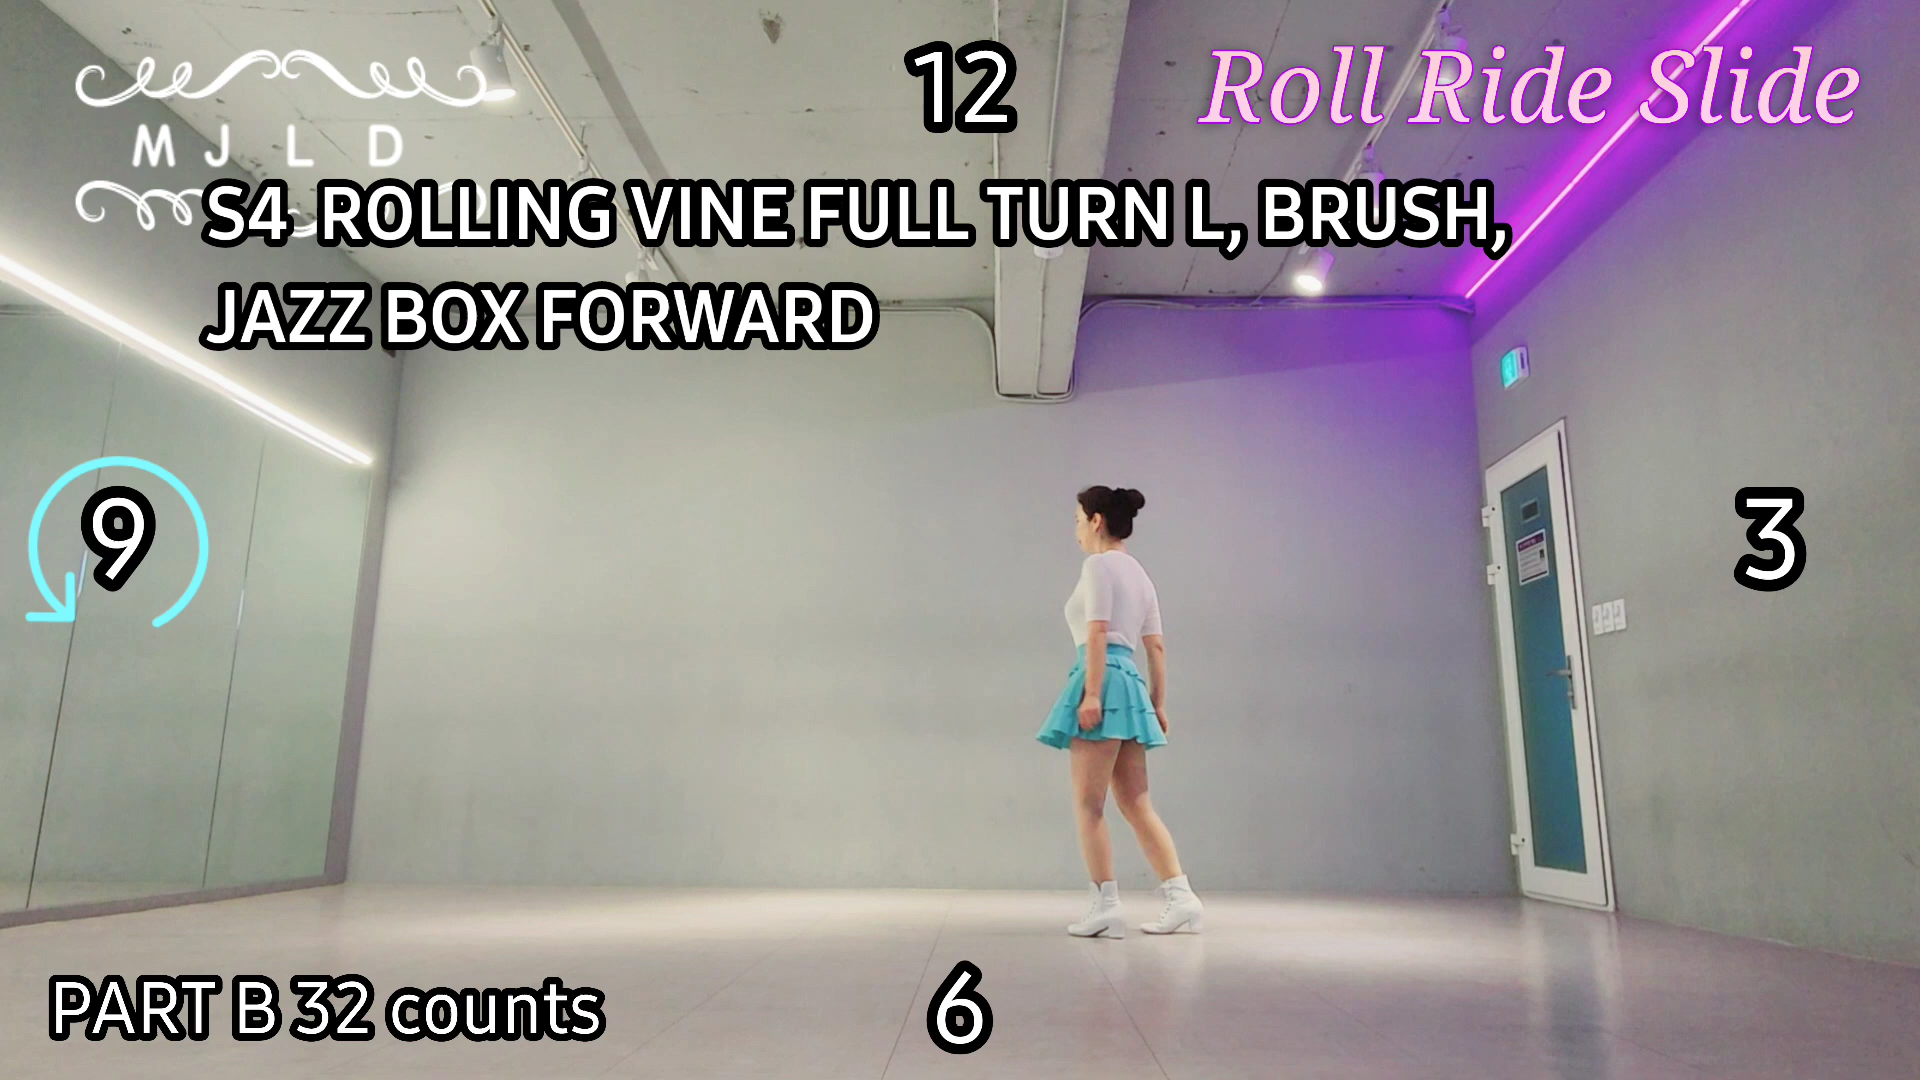 12
Roll Ride Slide
M J L D
S4 ROLLING VINE FULL TURN L, BRUSH,
JAZZ BOX FORWARD
9
3
PART B 32 counts
6